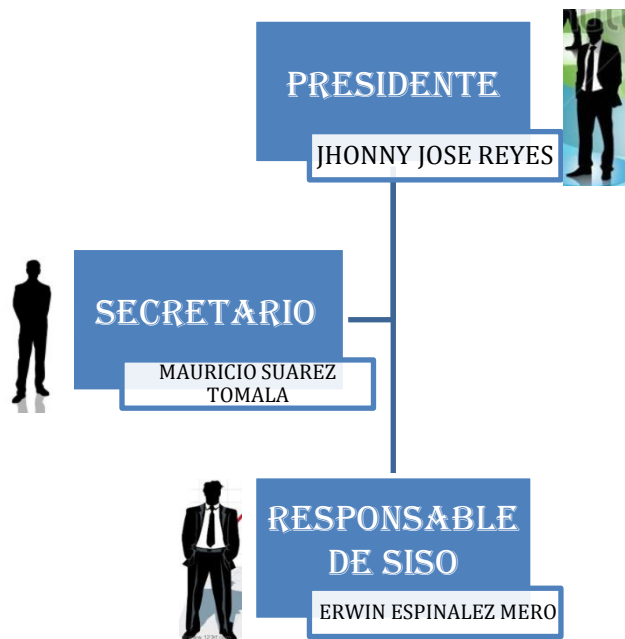 PRESIDENTE
JHONNY JOSE REYES
SECRETARIO
MAURICIO SUAREZ
TOMALA
RESPONSABLE
DE SISO
ERWIN ESPINALEZ MERO